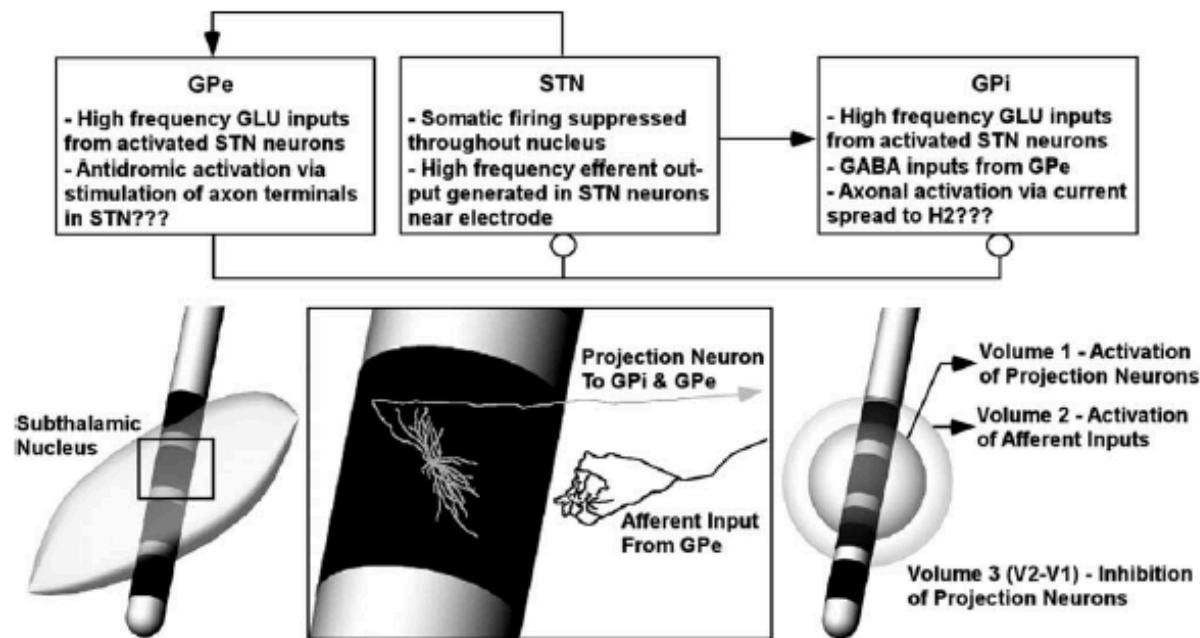 GPe
- High frequency GLU inputs
from activated STN neurons
- Antidromic activation via
stimulation of axon terminals
in STN???
STN
- Somatic firing suppressed
throughout nucleus
- High frequency efferent out-
put generated in STN neurons
near electrode
GPi
- High frequency GLU inputs
from activated STN neurons
- GABA inputs from GPe
- Axonal activation via current
spread to H2???
Subthalamic
Nucleus
Projection Neuron
To GPi & GPe
Afferent Input
From GPe
Volume 1 - Activation
of Projection Neurons
Volume 2 - Activation
of Afferent Inputs
Volume 3 (V2-V1) - Inhibition
of Projection Neurons